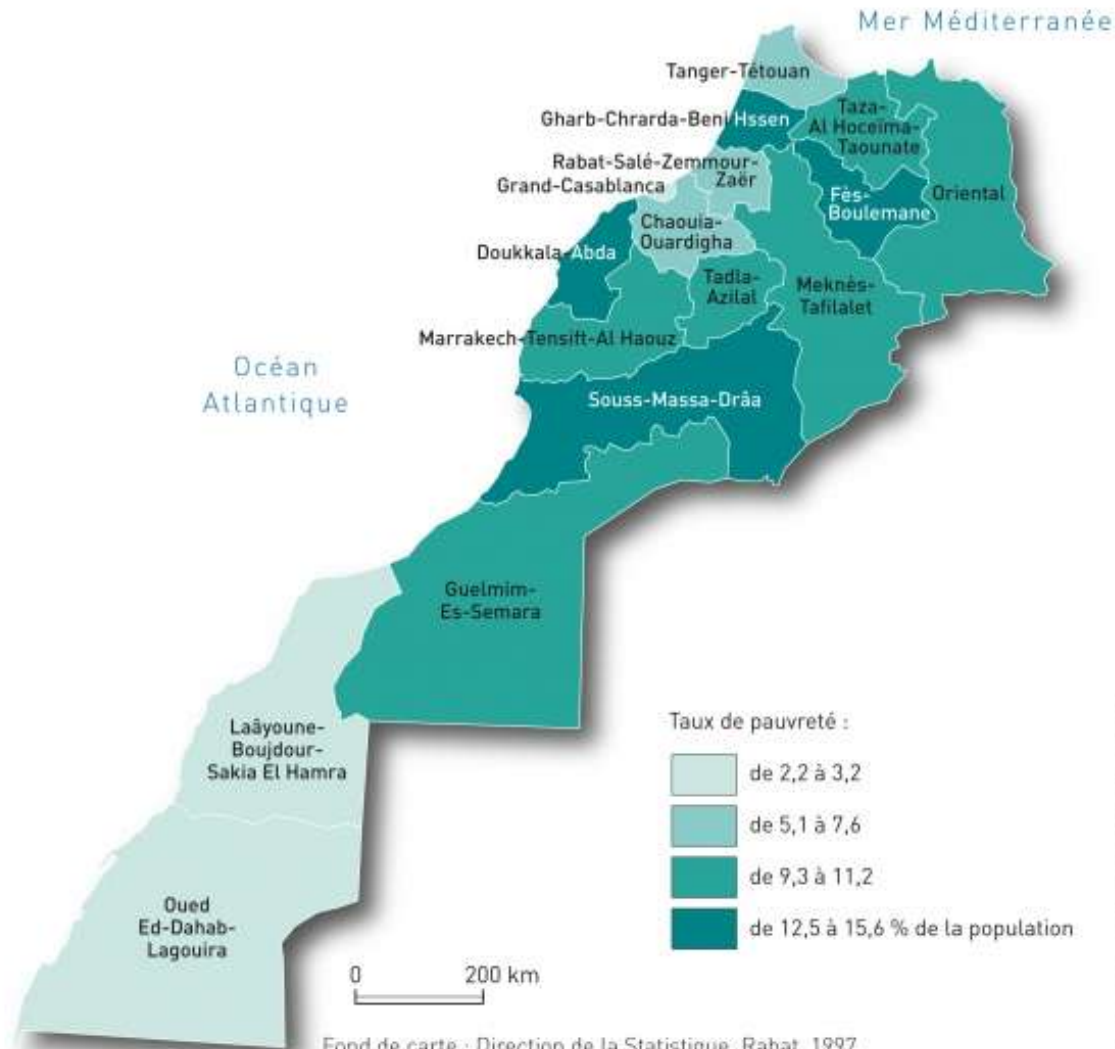 Mer Méditerranée
Tanger-Tétouan
Gharb-Chrarda-Beni Hssen
Taza-
Al Hoceïma-
Taounate
Rabat-Salé-Zemmour-
Zaër
Grand-Casablanca
Fès-
Boulemane
Oriental
Chaouia-
Ouardigha
Doukkala-Abda
Tadla-
Azilal
Meknès-
Tafilalet
Marrakech-Tensift-Al Haouz
Océan
Atlantique
Souss-Massa-Drâa
Guelmim-
Es-Semara
Laâyoune-
Boujdour-
Sakia El Hamra
Oued
Ed-Dahab-
Lagouira
Taux de pauvreté :
de 2,2 à 3,2
de 5,1 à 7,6
de 9,3 à 11,2
de 12,5 à 15,6 % de la population
0 200 km
Fond de carte : Direction de la Statistique, Rabat, 1997